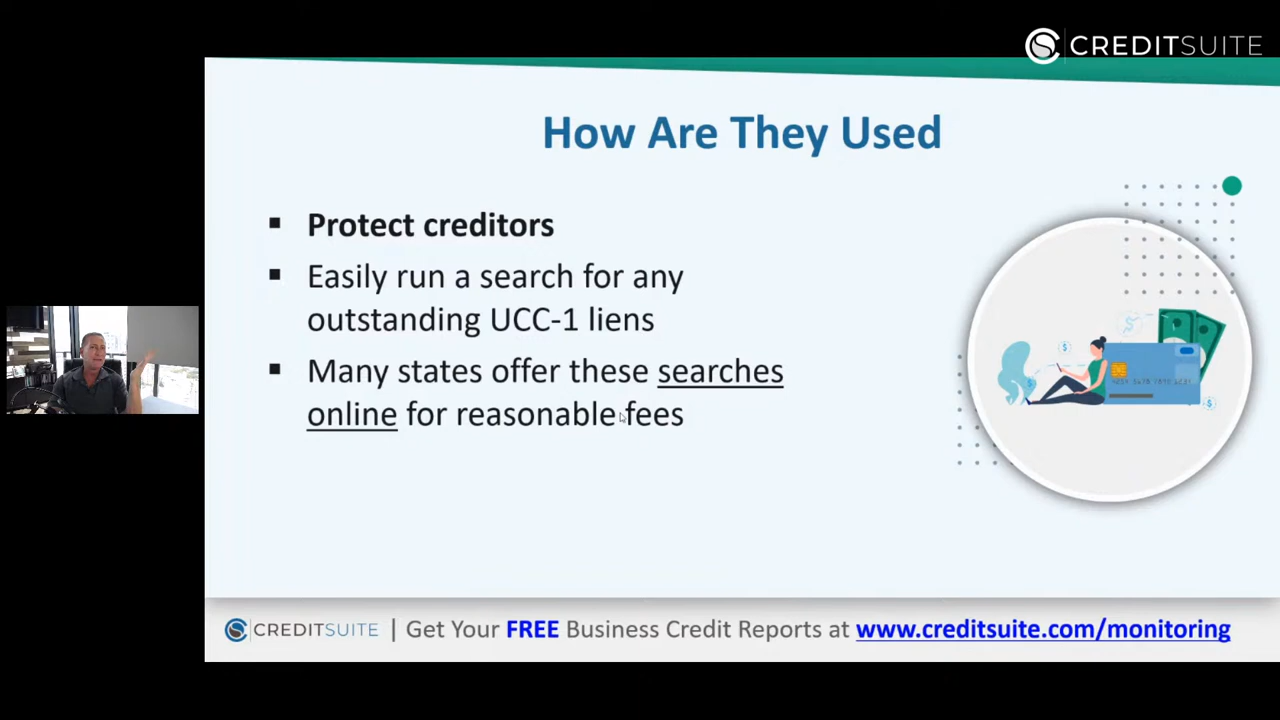 CREDITSUITE
How Are They Used
▪ Protect creditors
▪ Easily run a search for any
outstanding UCC-1 liens
▪ Many states offer these searches
online for reasonable fees
CREDITSUITE | Get Your FREE Business Credit Reports at www.creditsuite.com/monitoring